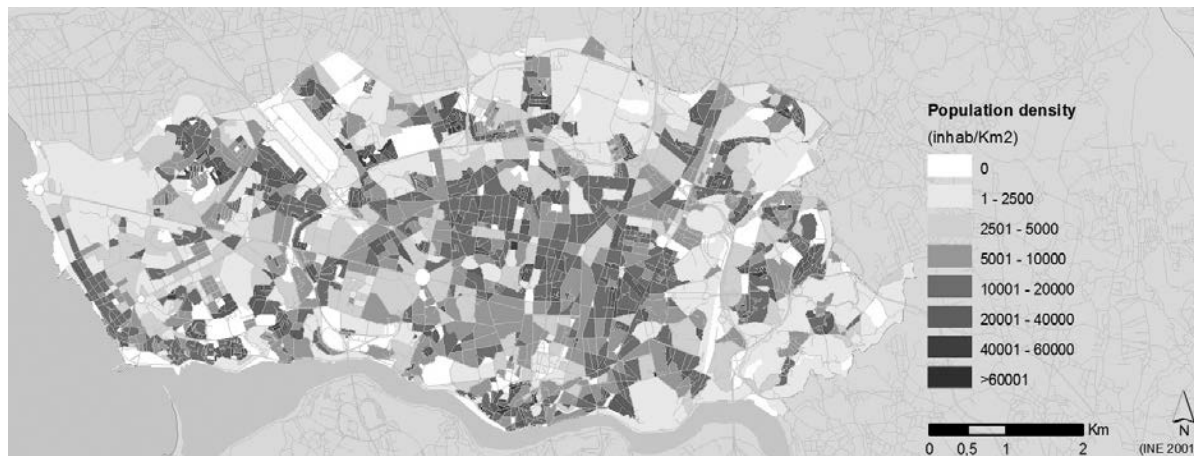 Population density
(inhab/Km2)
0
1 - 2500
2501 - 5000
5001 - 10000
10001 - 20000
20001 - 40000
40001 - 60000
>60001
Km
0 0,5 1 2
N
(INE 2001